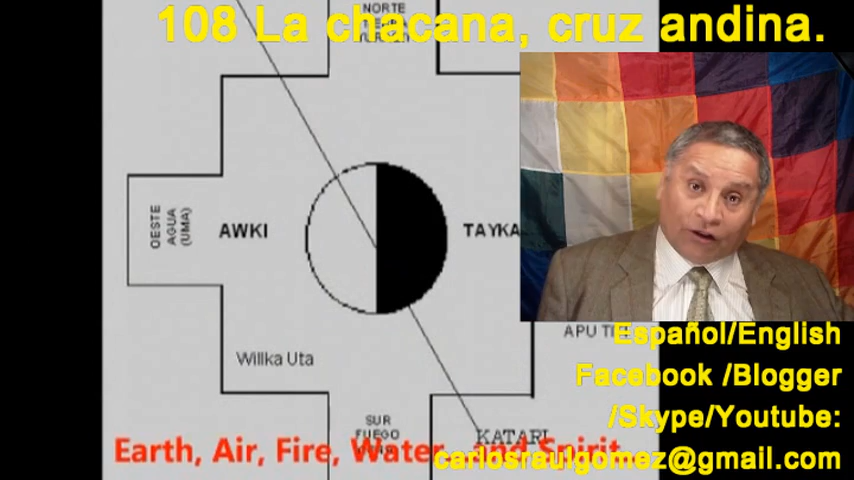 108 La chacana, cruz andina.
NORTE
OESTE
AGUA
(UMA)
AWKI
TAYKA
Willka Uta
APU
SUR
FUEGO
KATARI
Español/English
Facebook /Blogger
/Skype/Youtube:
carlosraulgomez@gmail.com
Earth, Air, Fire, Water...and Spirit...